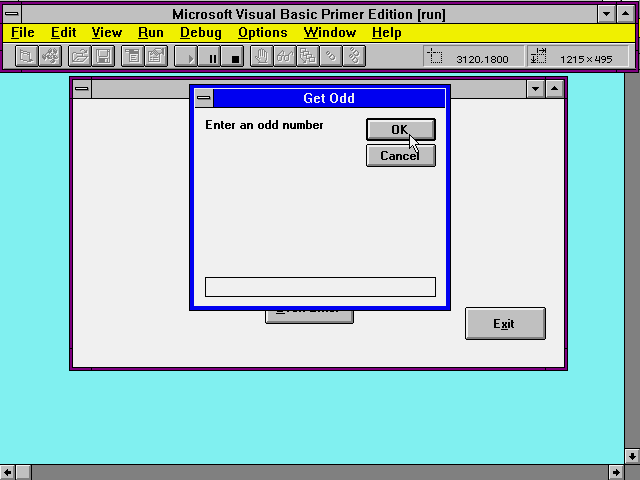 Microsoft Visual Basic Primer Edition [run]
File Edit View Run Debug Options Window Help
3120,1800 1215×495
Get Odd
Enter an odd number
OK
Cancel
Exit